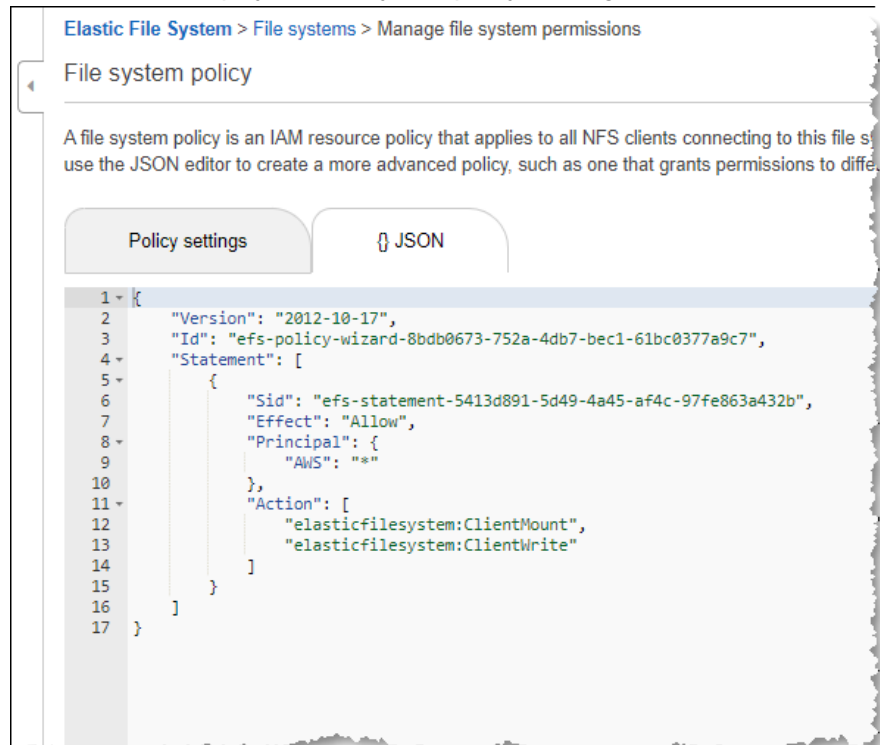 Elastic File System > File systems > Manage file system permissions
File system policy
A file system policy is an IAM resource policy that applies to all NFS clients connecting to this file
use the JSON editor to create a more advanced policy, such as one that grants permissions to
Policy settings
{} JSON
1 {
2 "Version": "2012-10-17",
3 "Id": "efs-policy-wizard-8bdb0673-752a-4db7-bec1-61bc0377a9c7",
4 "Statement": [
5 {
6 "Sid": "efs-statement-5413d891-5d49-4a45-af4c-97fe863a432b",
7 "Effect": "Allow",
8 "Principal": {
9 "AWS": "*"
10 },
11 "Action": [
12 "elasticfilesystem:ClientMount",
13 "elasticfilesystem:ClientWrite"
14 ]
15 }
16 ]
17 }